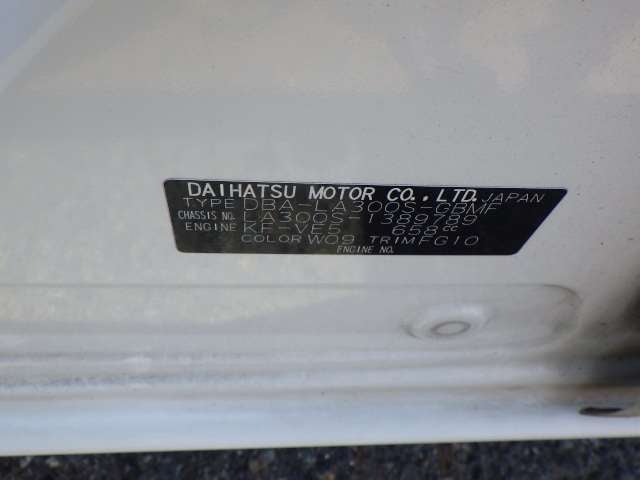 DAIHATSU MOTOR CO., LTD. JAPAN
TYPE DBA-LA300S-GBMF
CHASSIS NO. LA300S-1389789
ENGINE KF-VE5 658cc
COLOR W09 TRIM FG10
ENGINE NO.